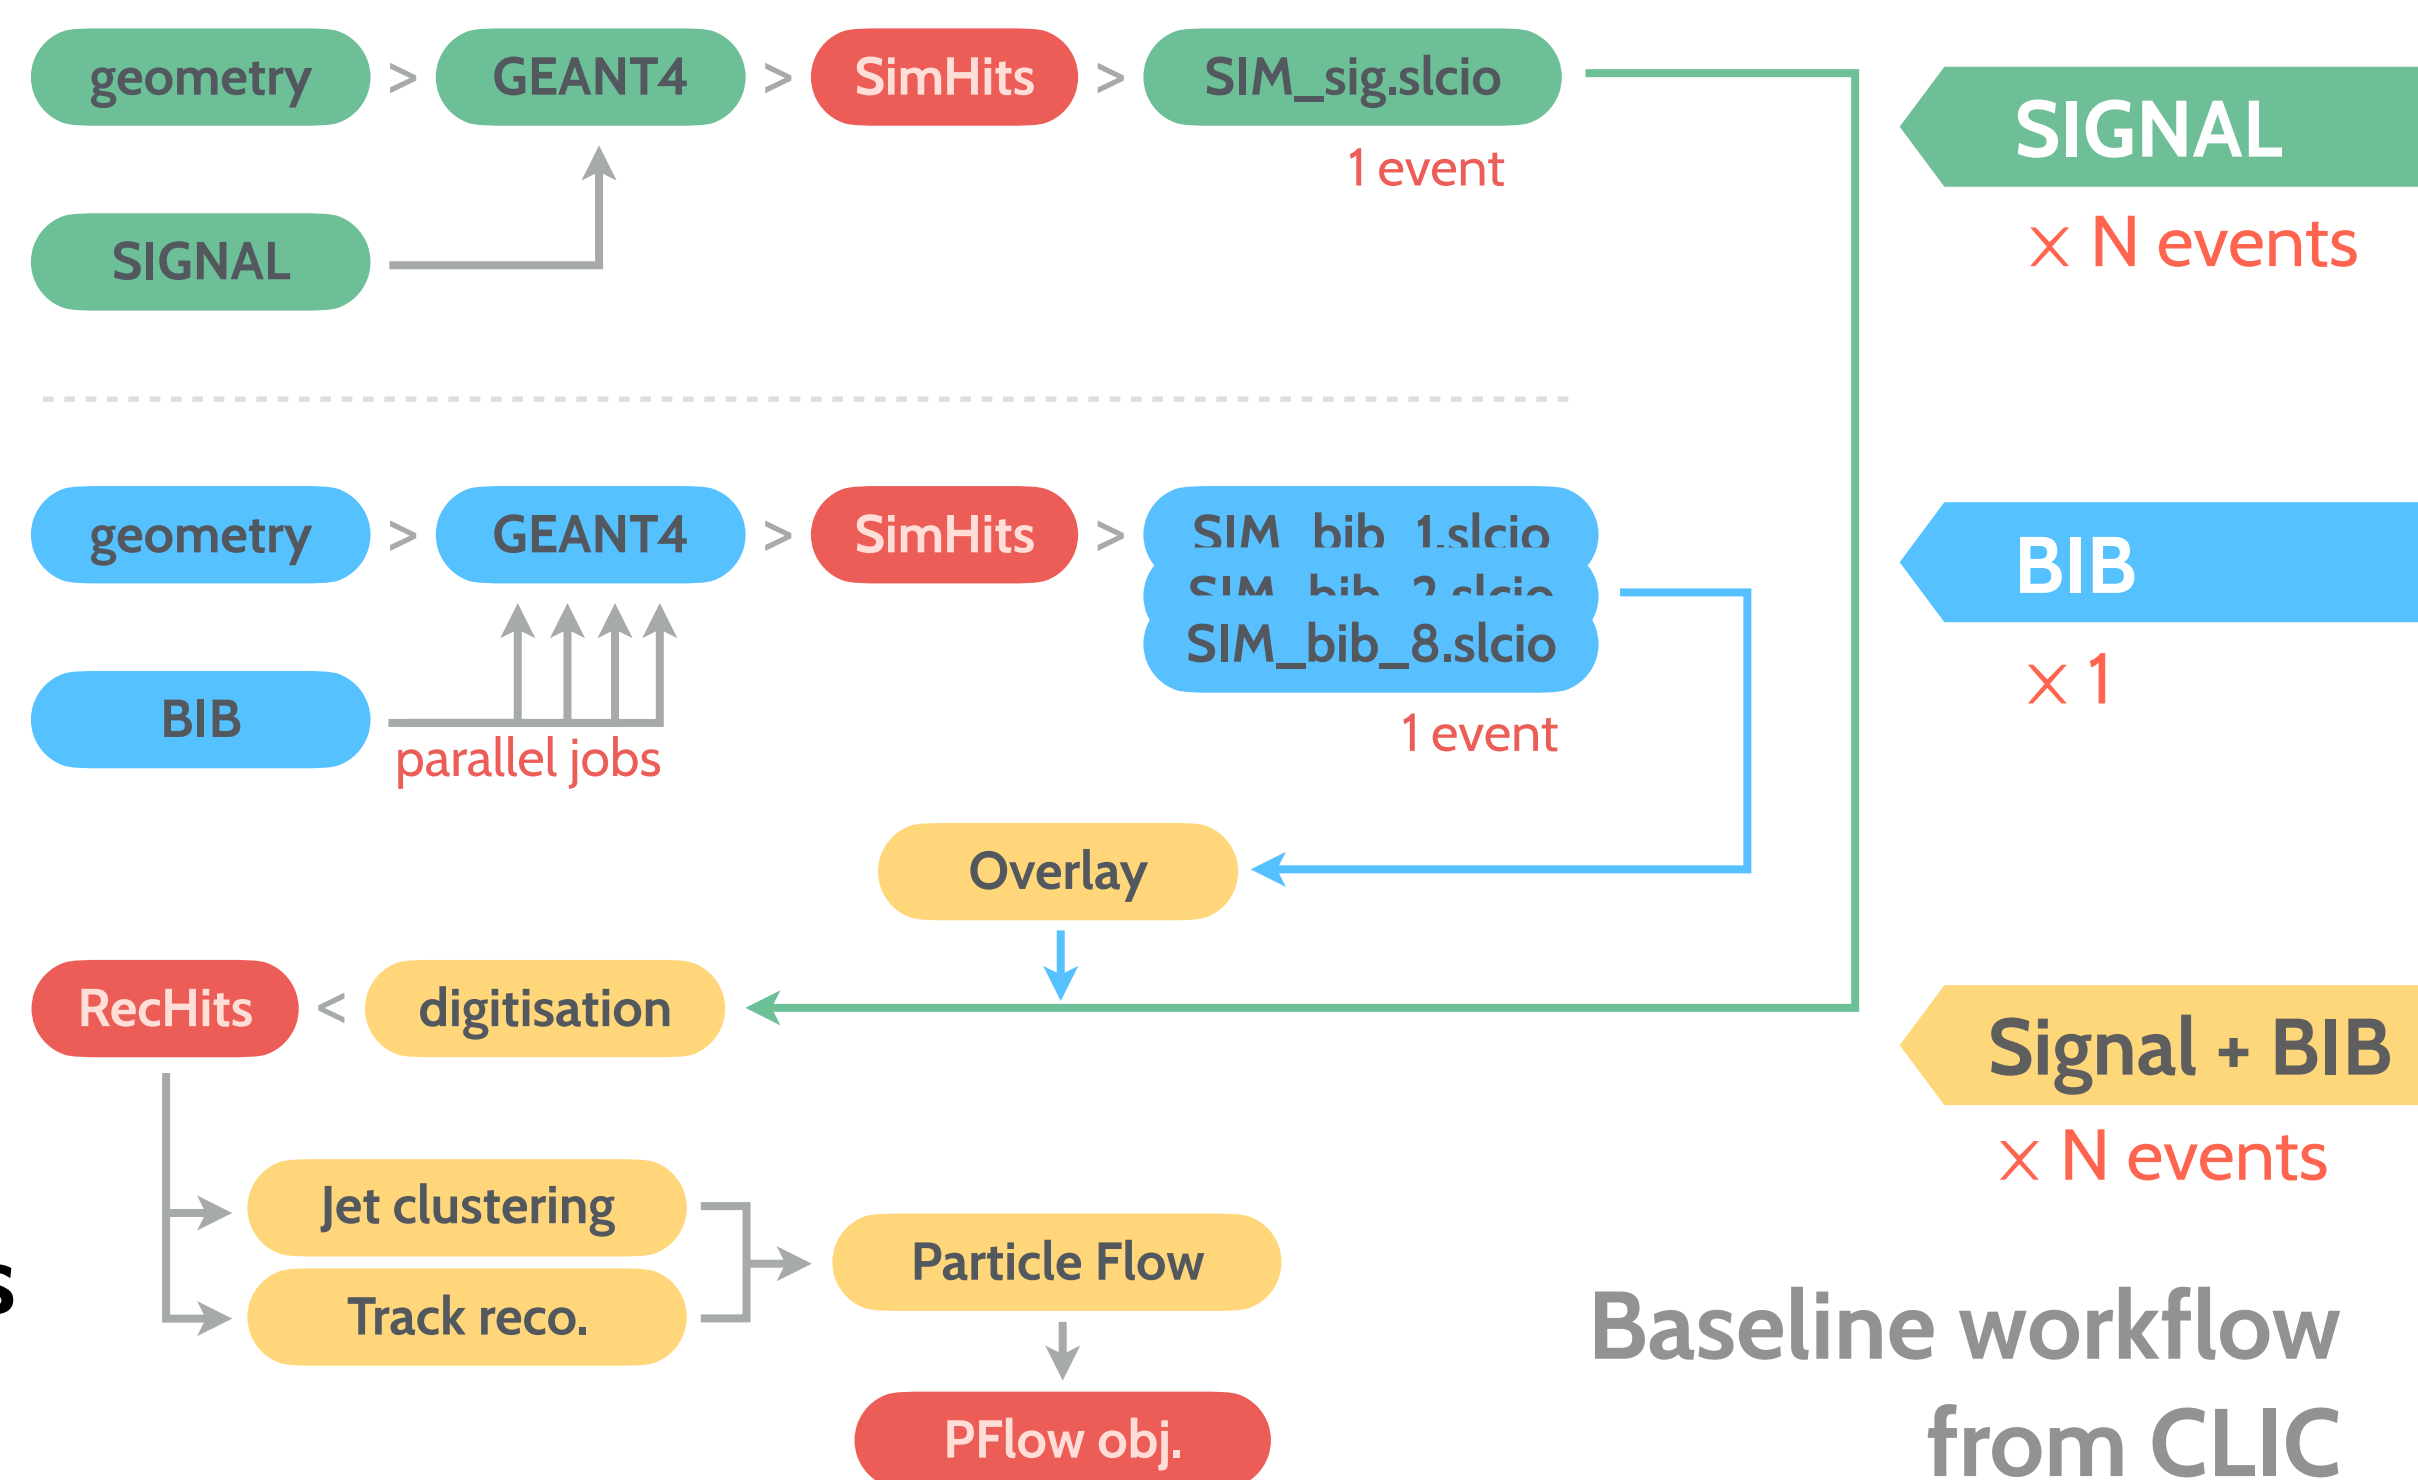 geometry > GEANT4 > SimHits > SIM_sig.slcio
1 event
SIGNAL
SIGNAL
× N events
geometry > GEANT4 > SimHits > SIM_bib_1.slcio
SIM_bib_2.slcio
SIM_bib_8.slcio
1 event
BIB
parallel jobs
BIB
× 1
Overlay
RecHits < digitisation
Signal + BIB
× N events
Jet clustering
Track reco.
Particle Flow
PFlow obj.
s
Baseline workflow
from CLIC